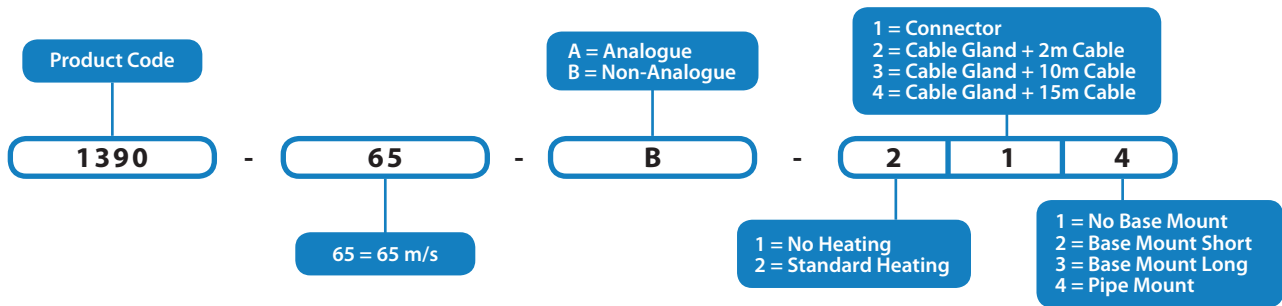 Product Code
A = Analogue
B = Non-Analogue
1 = Connector
2 = Cable Gland + 2m Cable
3 = Cable Gland + 10m Cable
4 = Cable Gland + 15m Cable
1390 - 65 - B - 2 1 4
65 = 65 m/s
1 = No Heating
2 = Standard Heating
1 = No Base Mount
2 = Base Mount Short
3 = Base Mount Long
4 = Pipe Mount